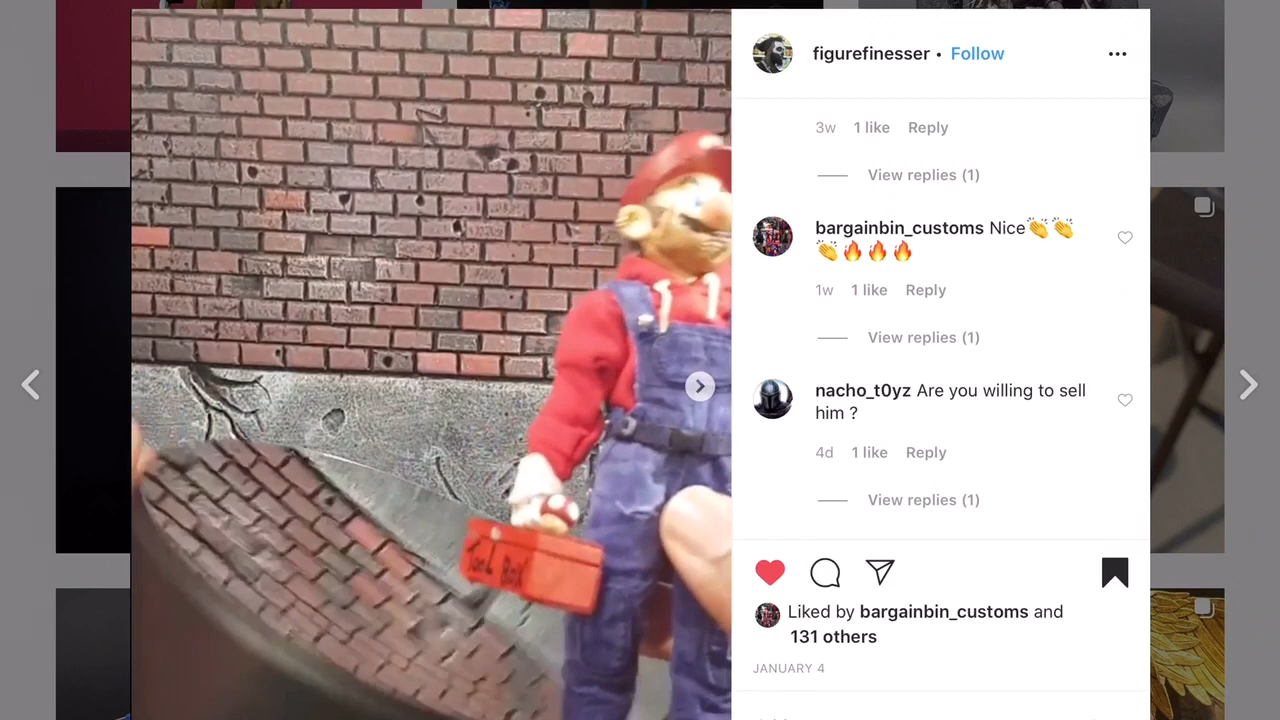 figurefinesser • Follow
3w 1 like Reply
View replies (1)
bargainbin_customs Nice👏👏
👏🔥🔥🔥
1w 1 like Reply
View replies (1)
nacho_t0yz Are you willing to sell
him ?
4d 1 like Reply
View replies (1)
Tool Box
Liked by bargainbin_customs and
131 others
JANUARY 4